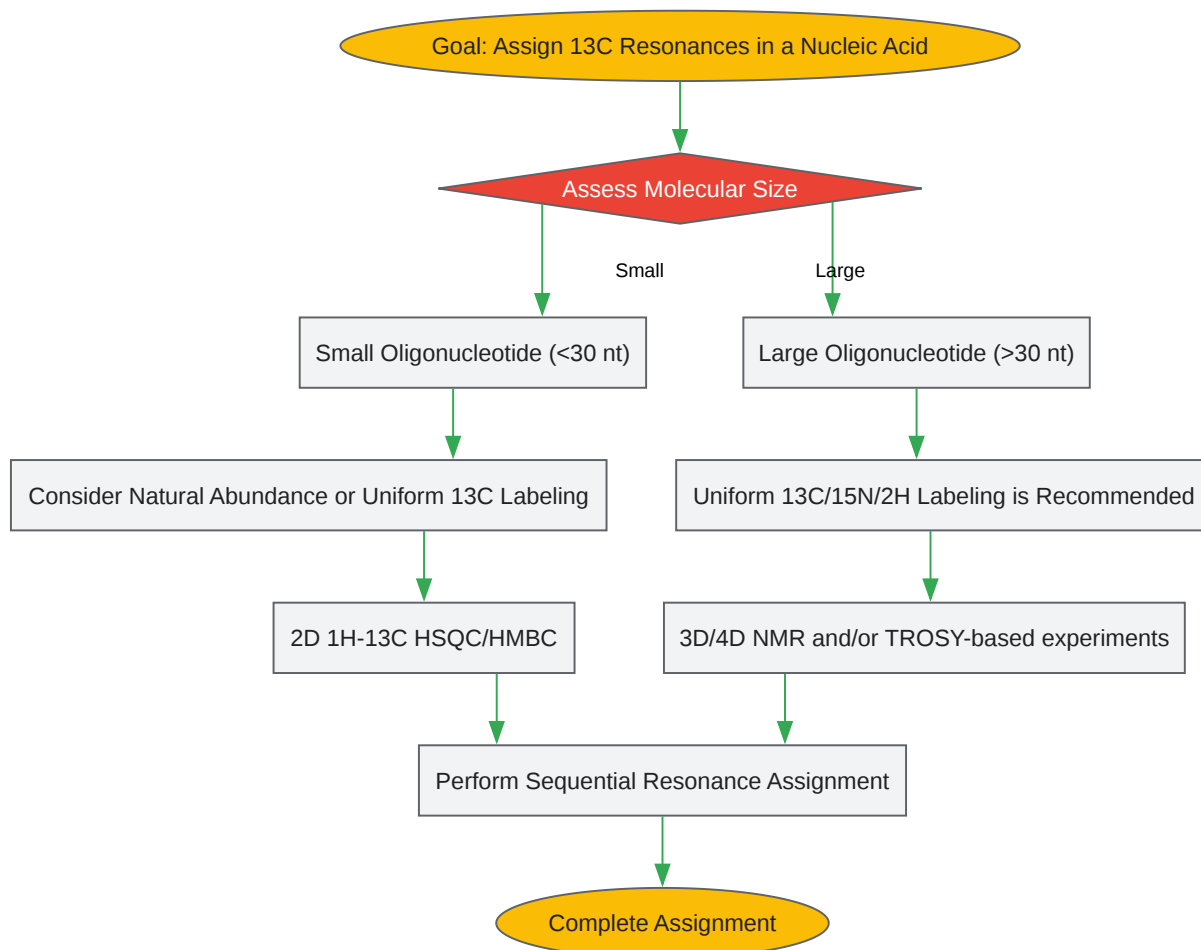 Goal: Assign 13C Resonances in a Nucleic Acid
Assess Molecular Size
Small
Large
Small Oligonucleotide (<30 nt)
Large Oligonucleotide (>30 nt)
Consider Natural Abundance or Uniform 13C Labeling
Uniform 13C/15N/2H Labeling is Recommended
2D 1H-13C HSQC/HMBC
3D/4D NMR and/or TROSY-based experiments
Perform Sequential Resonance Assignment
Complete Assignment